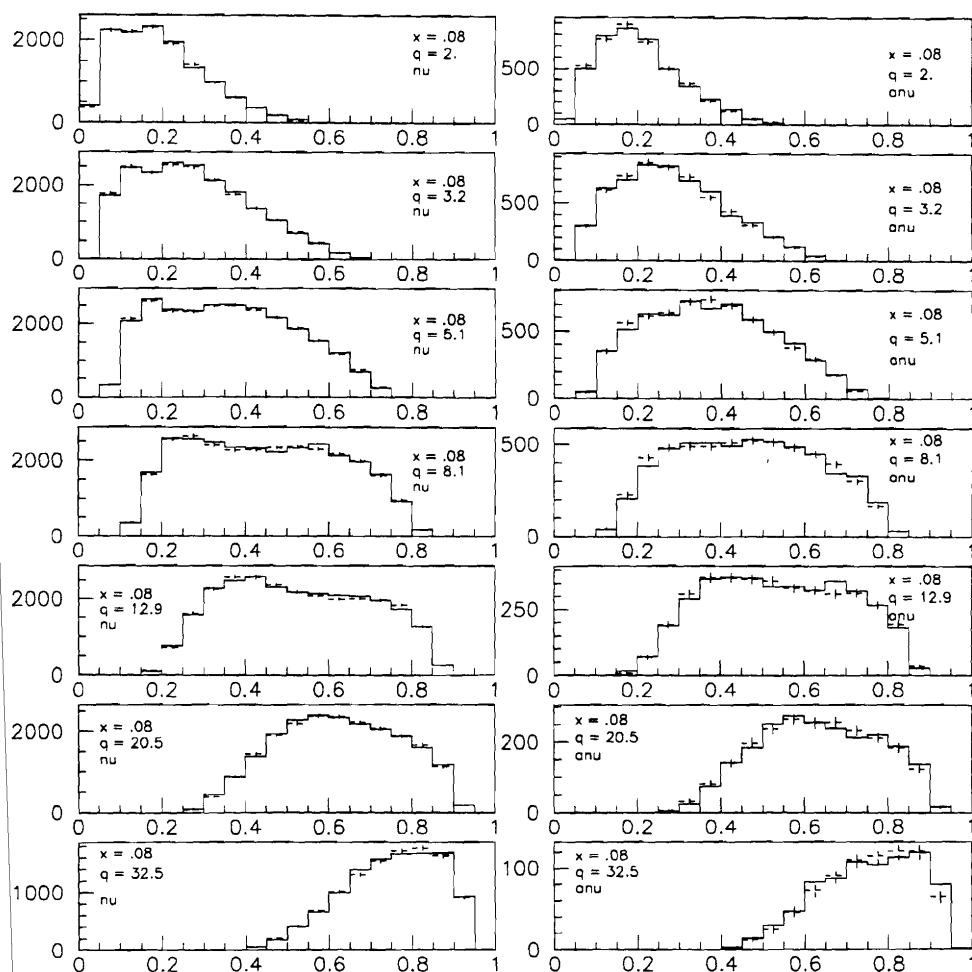 2000
0
x = .08
q = 2.
nu
0 0.2 0.4 0.6 0.8 1
500
0
x = .08
q = 2.
anu
0 0.2 0.4 0.6 0.8 1
2000
0
x = .08
q = 3.2
nu
0 0.2 0.4 0.6 0.8 1
500
0
x = .08
q = 3.2
anu
0 0.2 0.4 0.6 0.8 1
2000
0
x = .08
q = 5.1
nu
0 0.2 0.4 0.6 0.8 1
500
0
x = .08
q = 5.1
anu
0 0.2 0.4 0.6 0.8 1
2000
0
x = .08
q = 8.1
nu
0 0.2 0.4 0.6 0.8 1
500
0
x = .08
q = 8.1
anu
0 0.2 0.4 0.6 0.8 1
2000
0
x = .08
q = 12.9
nu
0 0.2 0.4 0.6 0.8 1
250
0
x = .08
q = 12.9
anu
0 0.2 0.4 0.6 0.8 1
2000
0
x = .08
q = 20.5
nu
0 0.2 0.4 0.6 0.8 1
200
0
x = .08
q = 20.5
anu
0 0.2 0.4 0.6 0.8 1
1000
0
x = .08
q = 32.5
nu
0 0.2 0.4 0.6 0.8 1
100
0
x = .08
q = 32.5
anu
0 0.2 0.4 0.6 0.8 1